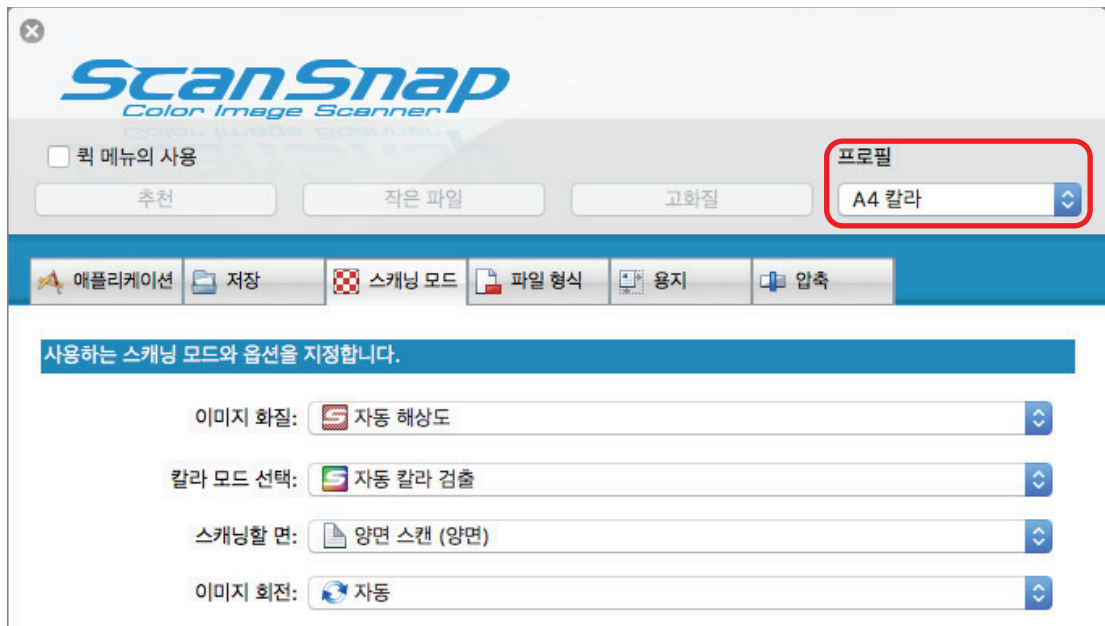 ScanSnap
Color Image Scanner
퀵 메뉴의 사용
프로필
추천 작은 파일 고화질 A4 칼라
애플리케이션 저장 스캐닝 모드 파일 형식 용지 압축
사용하는 스캐닝 모드와 옵션을 지정합니다.
이미지 화질: 자동 해상도
칼라 모드 선택: 자동 칼라 검출
스캐닝할 면: 양면 스캔 (양면)
이미지 회전: 자동